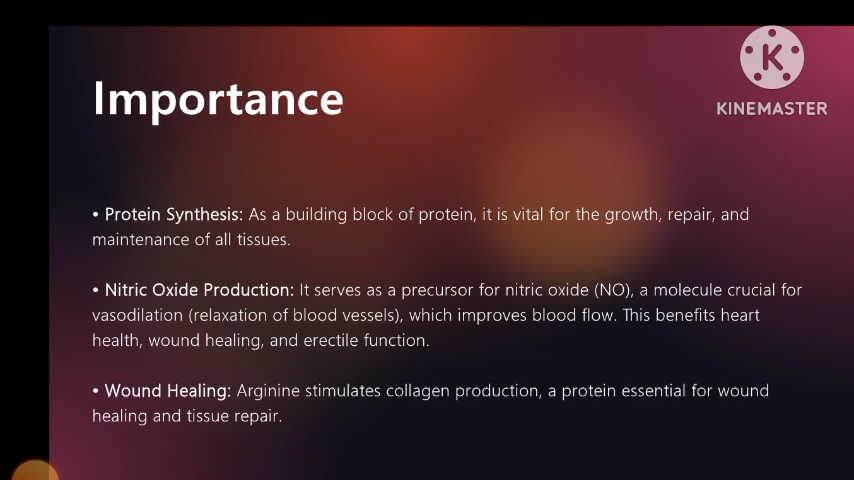 KINEMASTER
Importance
• Protein Synthesis: As a building block of protein, it is vital for the growth, repair, and
maintenance of all tissues.
• Nitric Oxide Production: It serves as a precursor for nitric oxide (NO), a molecule crucial for
vasodilation (relaxation of blood vessels), which improves blood flow. This benefits heart
health, wound healing, and erectile function.
• Wound Healing: Arginine stimulates collagen production, a protein essential for wound
healing and tissue repair.